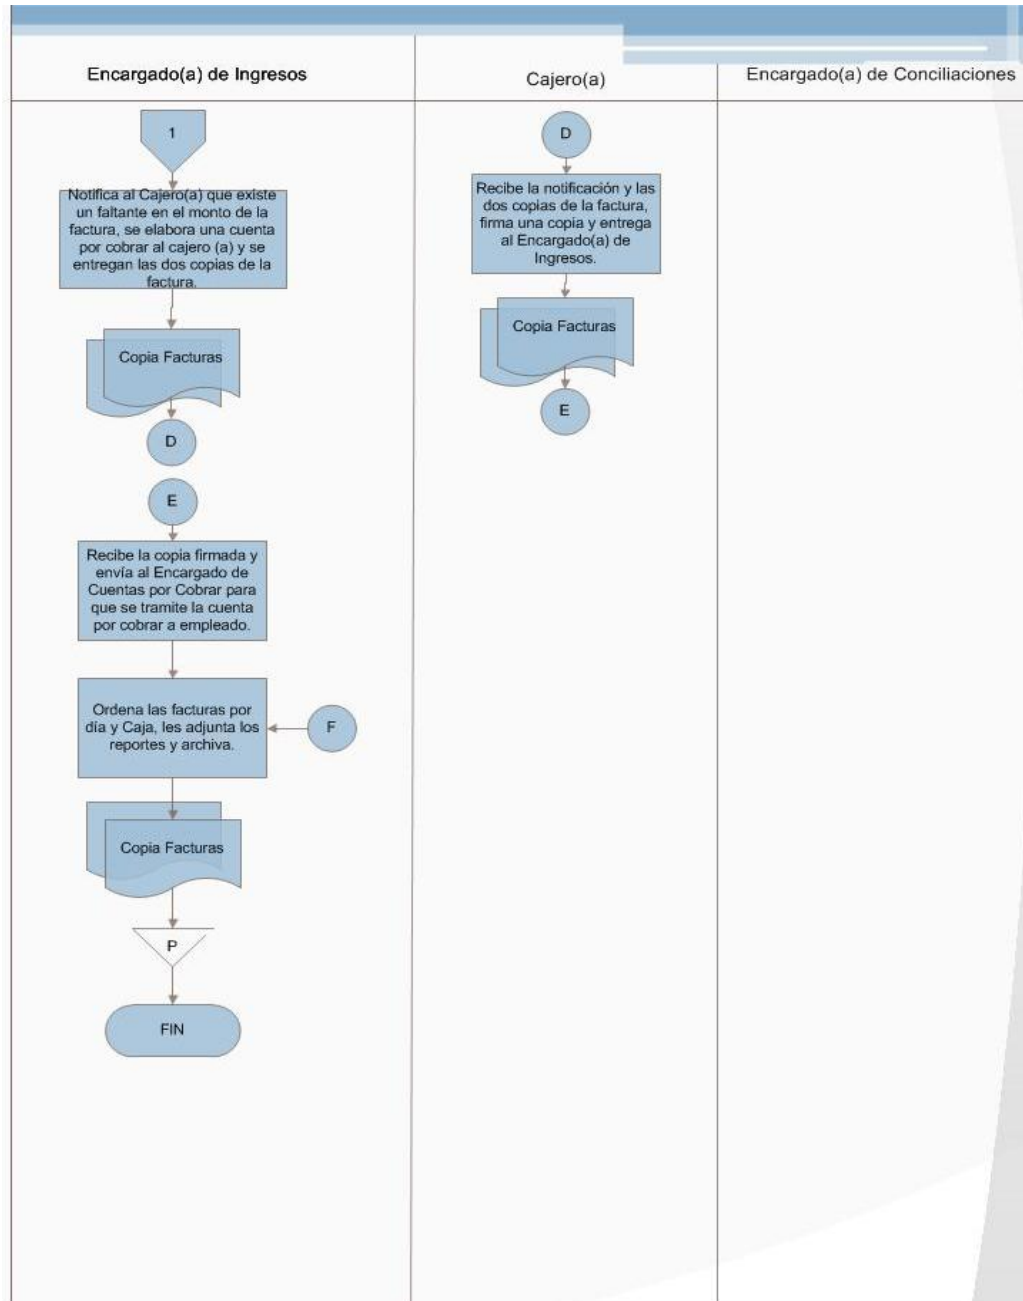 Encargado(a) de Ingresos
Cajero(a)
Encargado(a) de Conciliaciones
1
Notifica al Cajero(a) que existe
un faltante en el monto de la
factura, se elabora una cuenta
por cobrar al cajero (a) y se
entregan las dos copias de la
factura.
Copia Facturas
D
E
Recibe la copia firmada y
envía al Encargado de
Cuentas por Cobrar para
que se tramite la cuenta
por cobrar a empleado.
Ordena las facturas por
día y Caja, les adjunta los
reportes y archiva.
F
Copia Facturas
P
FIN
D
Recibe la notificación y las
dos copias de la factura,
firma una copia y entrega
al Encargado(a) de
Ingresos.
Copia Facturas
E